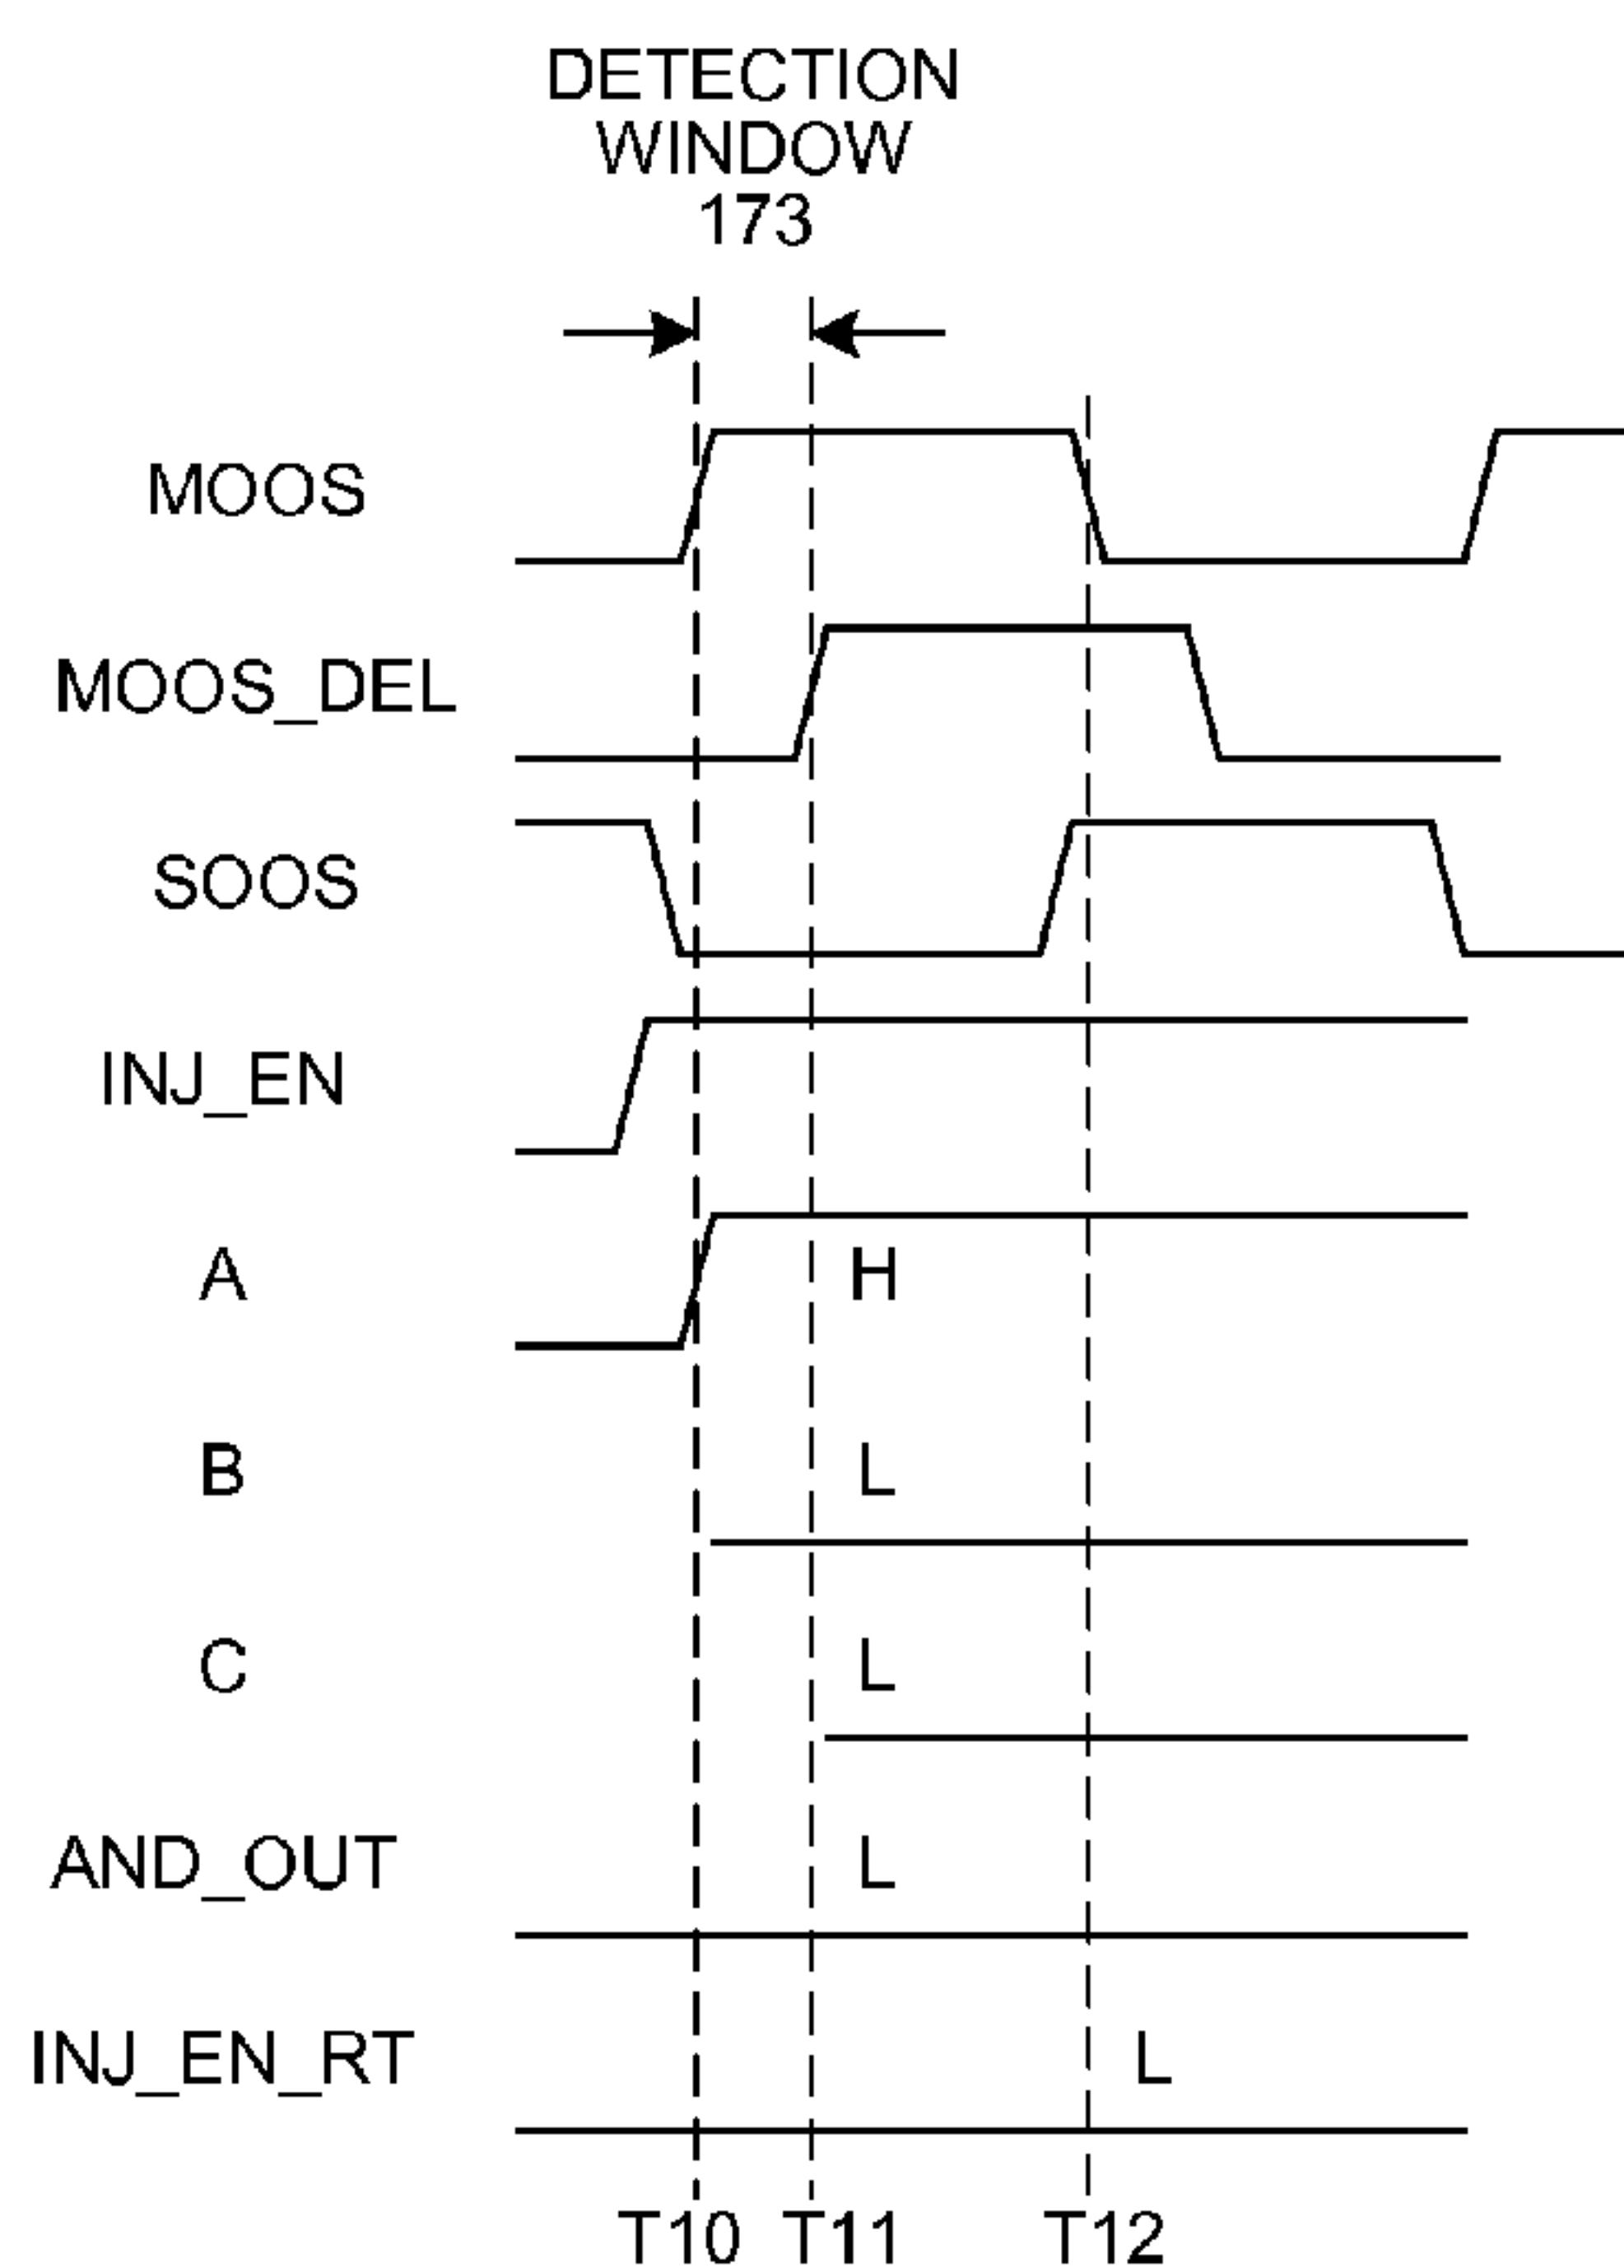 DETECTION
WINDOW
173
MOOS
MOOS_DEL
SOOS
INJ_EN
A
H
B
L
C
L
AND_OUT
L
INJ_EN_RT
L
T10 T11 T12